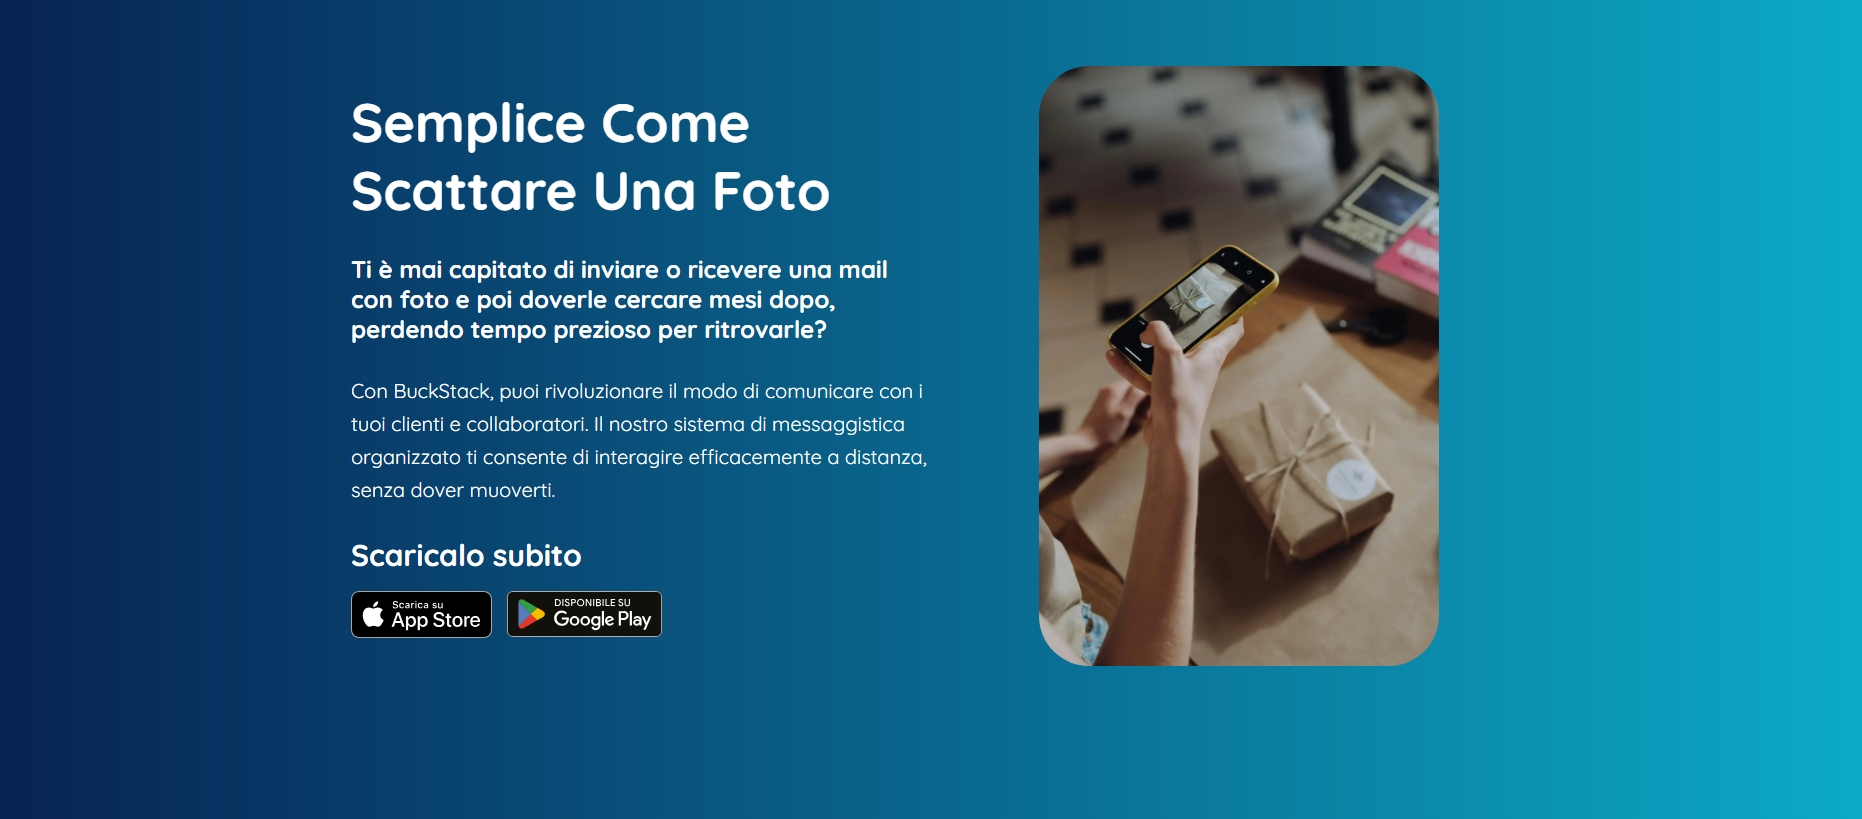 Semplice Come
Scattare Una Foto
Ti è mai capitato di inviare o ricevere una mail
con foto e poi doverle cercare mesi dopo,
perdendo tempo prezioso per ritrovarle?
Con BuckStack, puoi rivoluzionare il modo di comunicare con i
tuoi clienti e collaboratori. Il nostro sistema di messaggistica
organizzato ti consente di interagire efficacemente a distanza,
senza dover muoverti.
Scaricalo subito
Scarica su
App Store
DISPONIBILE SU
Google Play